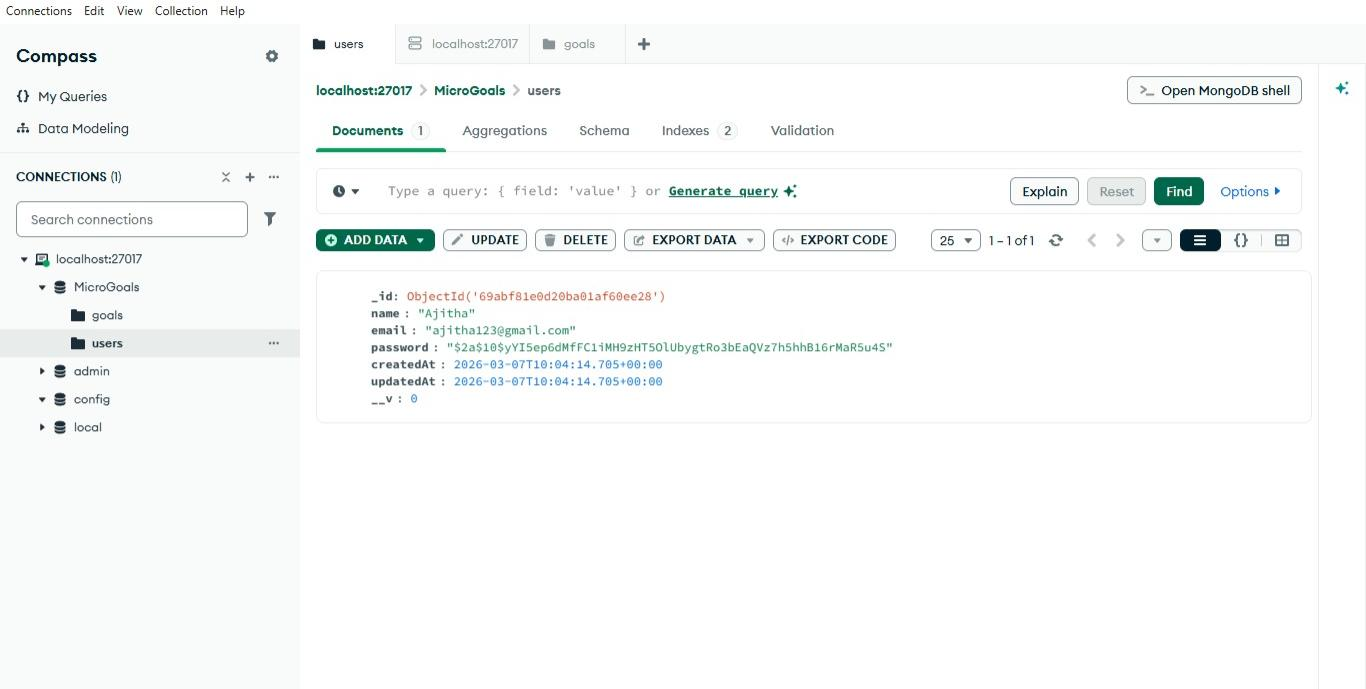 Connections Edit View Collection Help
Compass
My Queries
Data Modeling
CONNECTIONS (1)
Search connections
localhost:27017
MicroGoals
goals
users
admin
config
local
users localhost:27017 goals
localhost:27017 > MicroGoals > users
>_ Open MongoDB shell
Documents 1 Aggregations Schema Indexes 2 Validation
Type a query: { field: 'value' } or Generate query
Explain Reset Find Options
ADD DATA UPDATE DELETE EXPORT DATA EXPORT CODE 25 1 – 1 of 1 {}
_id: ObjectId('69abf81e0d20ba01af60ee28')
name : "Ajitha"
email : "ajitha123@gmail.com"
password : "$2a$10$yYI5ep6dMfFC1iMH9zHT5OlUbygtRo3bEaQVz7h5hhB16rMaR5u4S"
createdAt : 2026-03-07T10:04:14.705+00:00
updatedAt : 2026-03-07T10:04:14.705+00:00
__v : 0